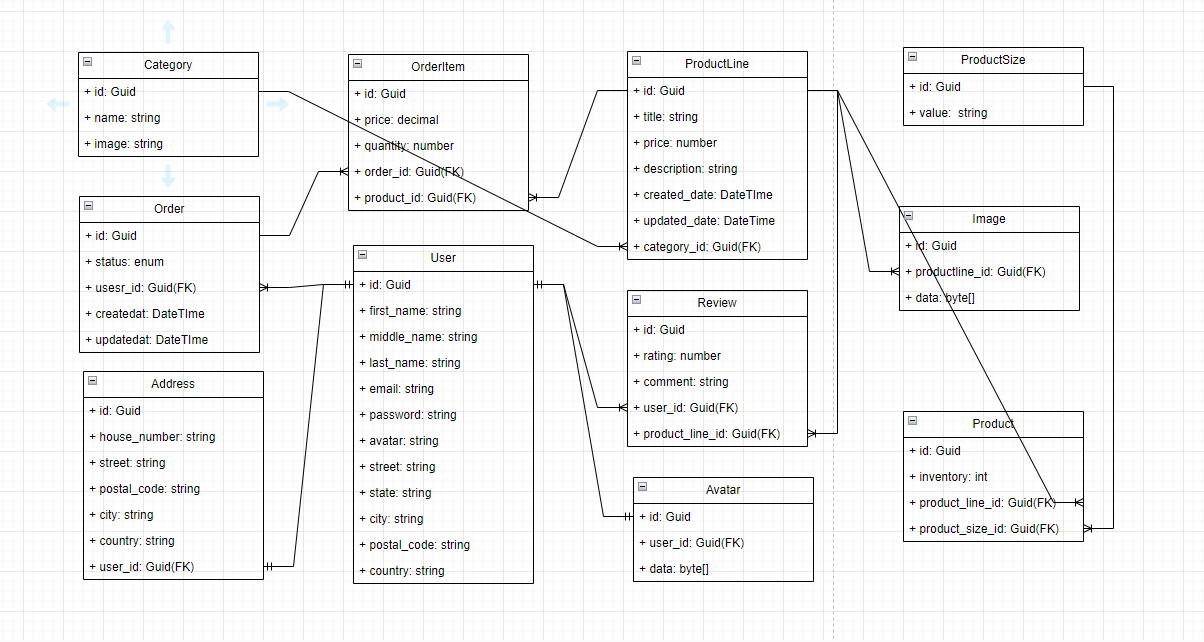 Category
+ id: Guid
+ name: string
+ image: string
OrderItem
+ id: Guid
+ price: decimal
+ quantity: number
+ order_id: Guid(FK)
+ product_id: Guid(FK)
ProductLine
+ id: Guid
+ title: string
+ price: number
+ description: string
+ created_date: DateTIme
+ updated_date: DateTime
+ category_id: Guid(FK)
ProductSize
+ id: Guid
+ value: string
Order
+ id: Guid
+ status: enum
+ usesr_id: Guid(FK)
+ createdat: DateTIme
+ updatedat: DateTIme
User
+ id: Guid
+ first_name: string
+ middle_name: string
+ last_name: string
+ email: string
+ password: string
+ avatar: string
+ street: string
+ state: string
+ city: string
+ postal_code: string
+ country: string
Review
+ id: Guid
+ rating: number
+ comment: string
+ user_id: Guid(FK)
+ product_line_id: Guid(FK)
Image
+ id: Guid
+ productline_id: Guid(FK)
+ data: byte[]
Address
+ id: Guid
+ house_number: string
+ street: string
+ postal_code: string
+ city: string
+ country: string
+ user_id: Guid(FK)
Avatar
+ id: Guid
+ user_id: Guid(FK)
+ data: byte[]
Product
+ id: Guid
+ inventory: int
+ product_line_id: Guid(FK)
+ product_size_id: Guid(FK)